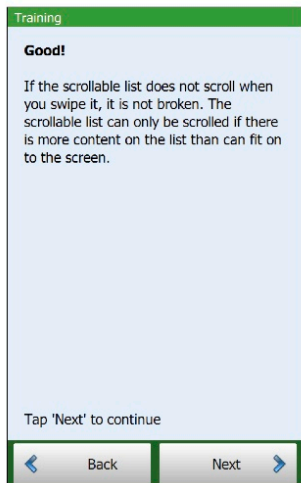 Training
Good!
If the scrollable list does not scroll when
you swipe it, it is not broken. The
scrollable list can only be scrolled if there
is more content on the list than can fit on
to the screen.
Tap 'Next' to continue
Back
Next